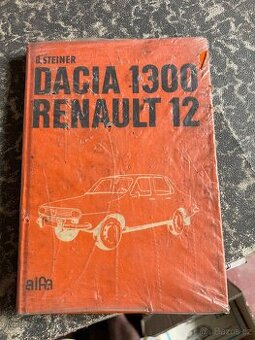 D. STEINER
DACIA 1300
RENAULT 12
alfa